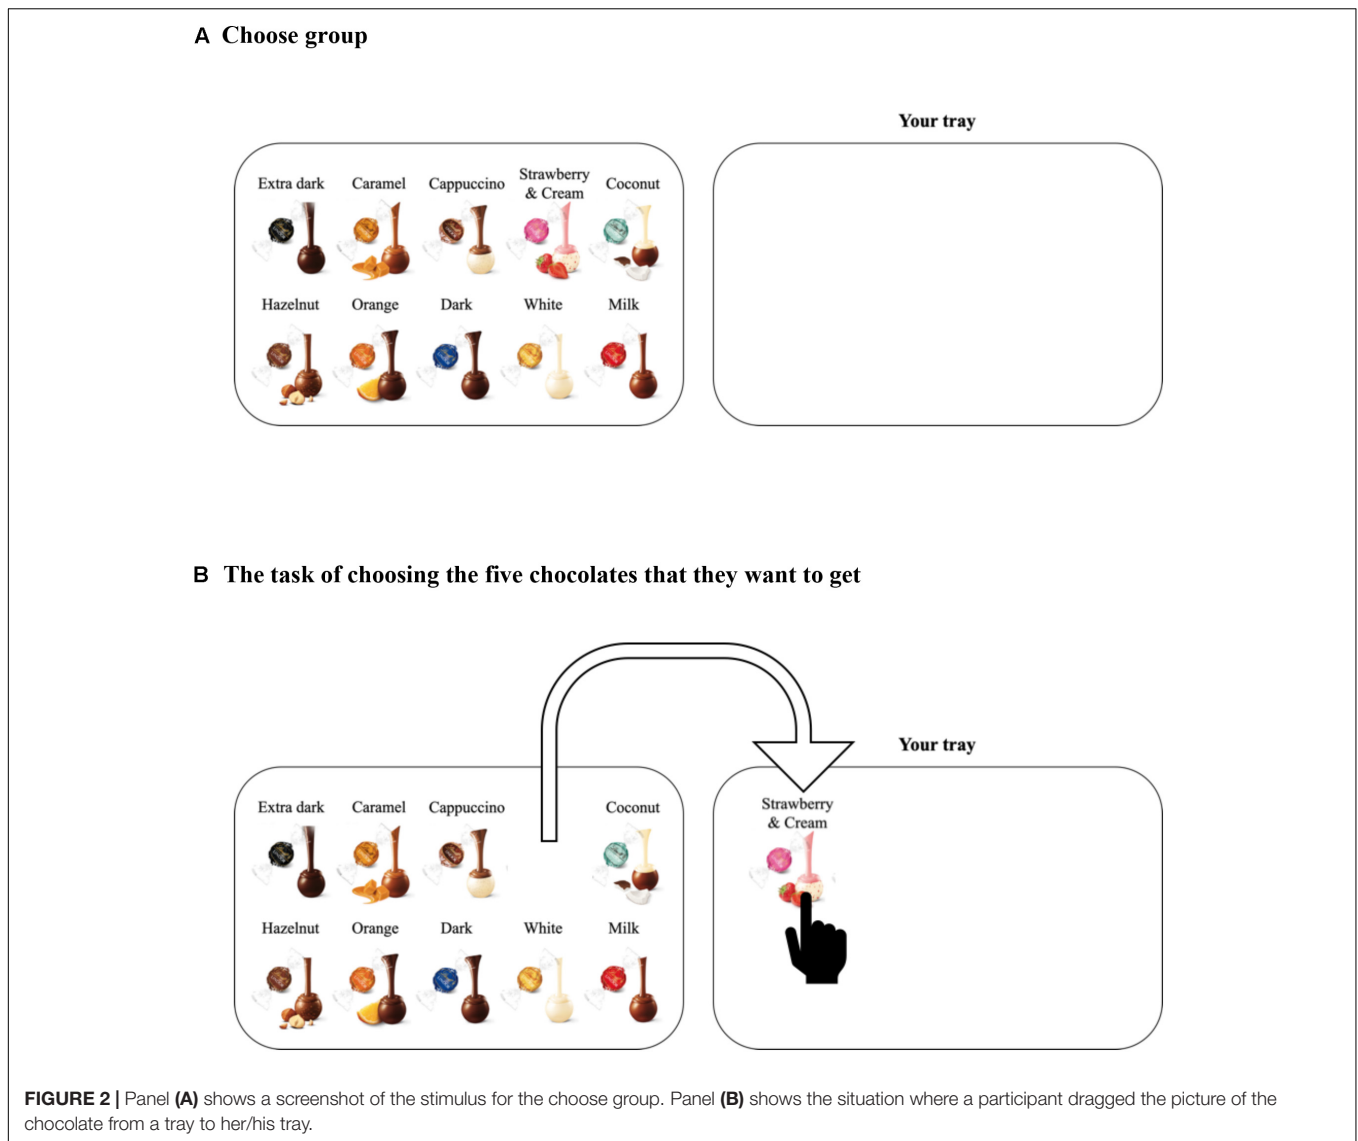 A Choose group
Your tray
Extra dark Caramel Cappuccino Strawberry & Cream Coconut
Hazelnut Orange Dark White Milk
B The task of choosing the five chocolates that they want to get
Your tray
Extra dark Caramel Cappuccino Coconut
Strawberry
& Cream
Hazelnut Orange Dark White Milk
FIGURE 2 | Panel (A) shows a screenshot of the stimulus for the choose group. Panel (B) shows the situation where a participant dragged the picture of the
chocolate from a tray to her/his tray.